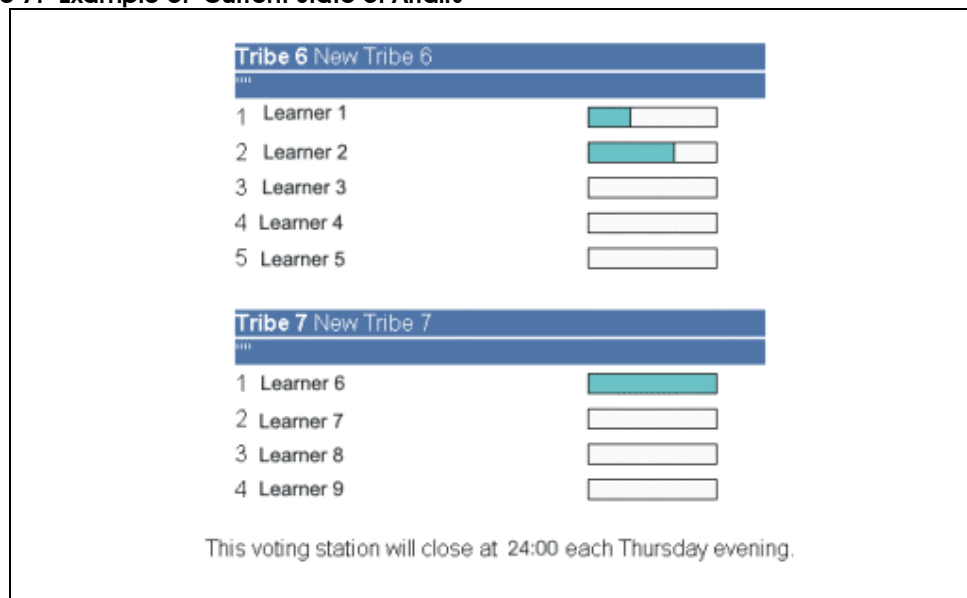 Tribe 6 New Tribe 6
""
1 Learner 1
2 Learner 2
3 Learner 3
4 Learner 4
5 Learner 5
Tribe 7 New Tribe 7
""
1 Learner 6
2 Learner 7
3 Learner 8
4 Learner 9
This voting station will close at 24:00 each Thursday evening.